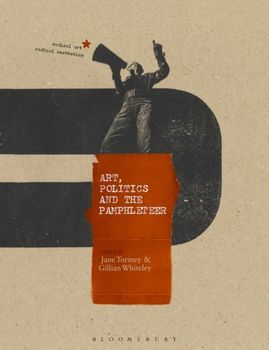 radical art
radical aesthetics
ART,
POLITICS
AND THE
PAMPHLETEER
edited by
Jane Tormey &
Gillian Whiteley
BLOOMSBURY